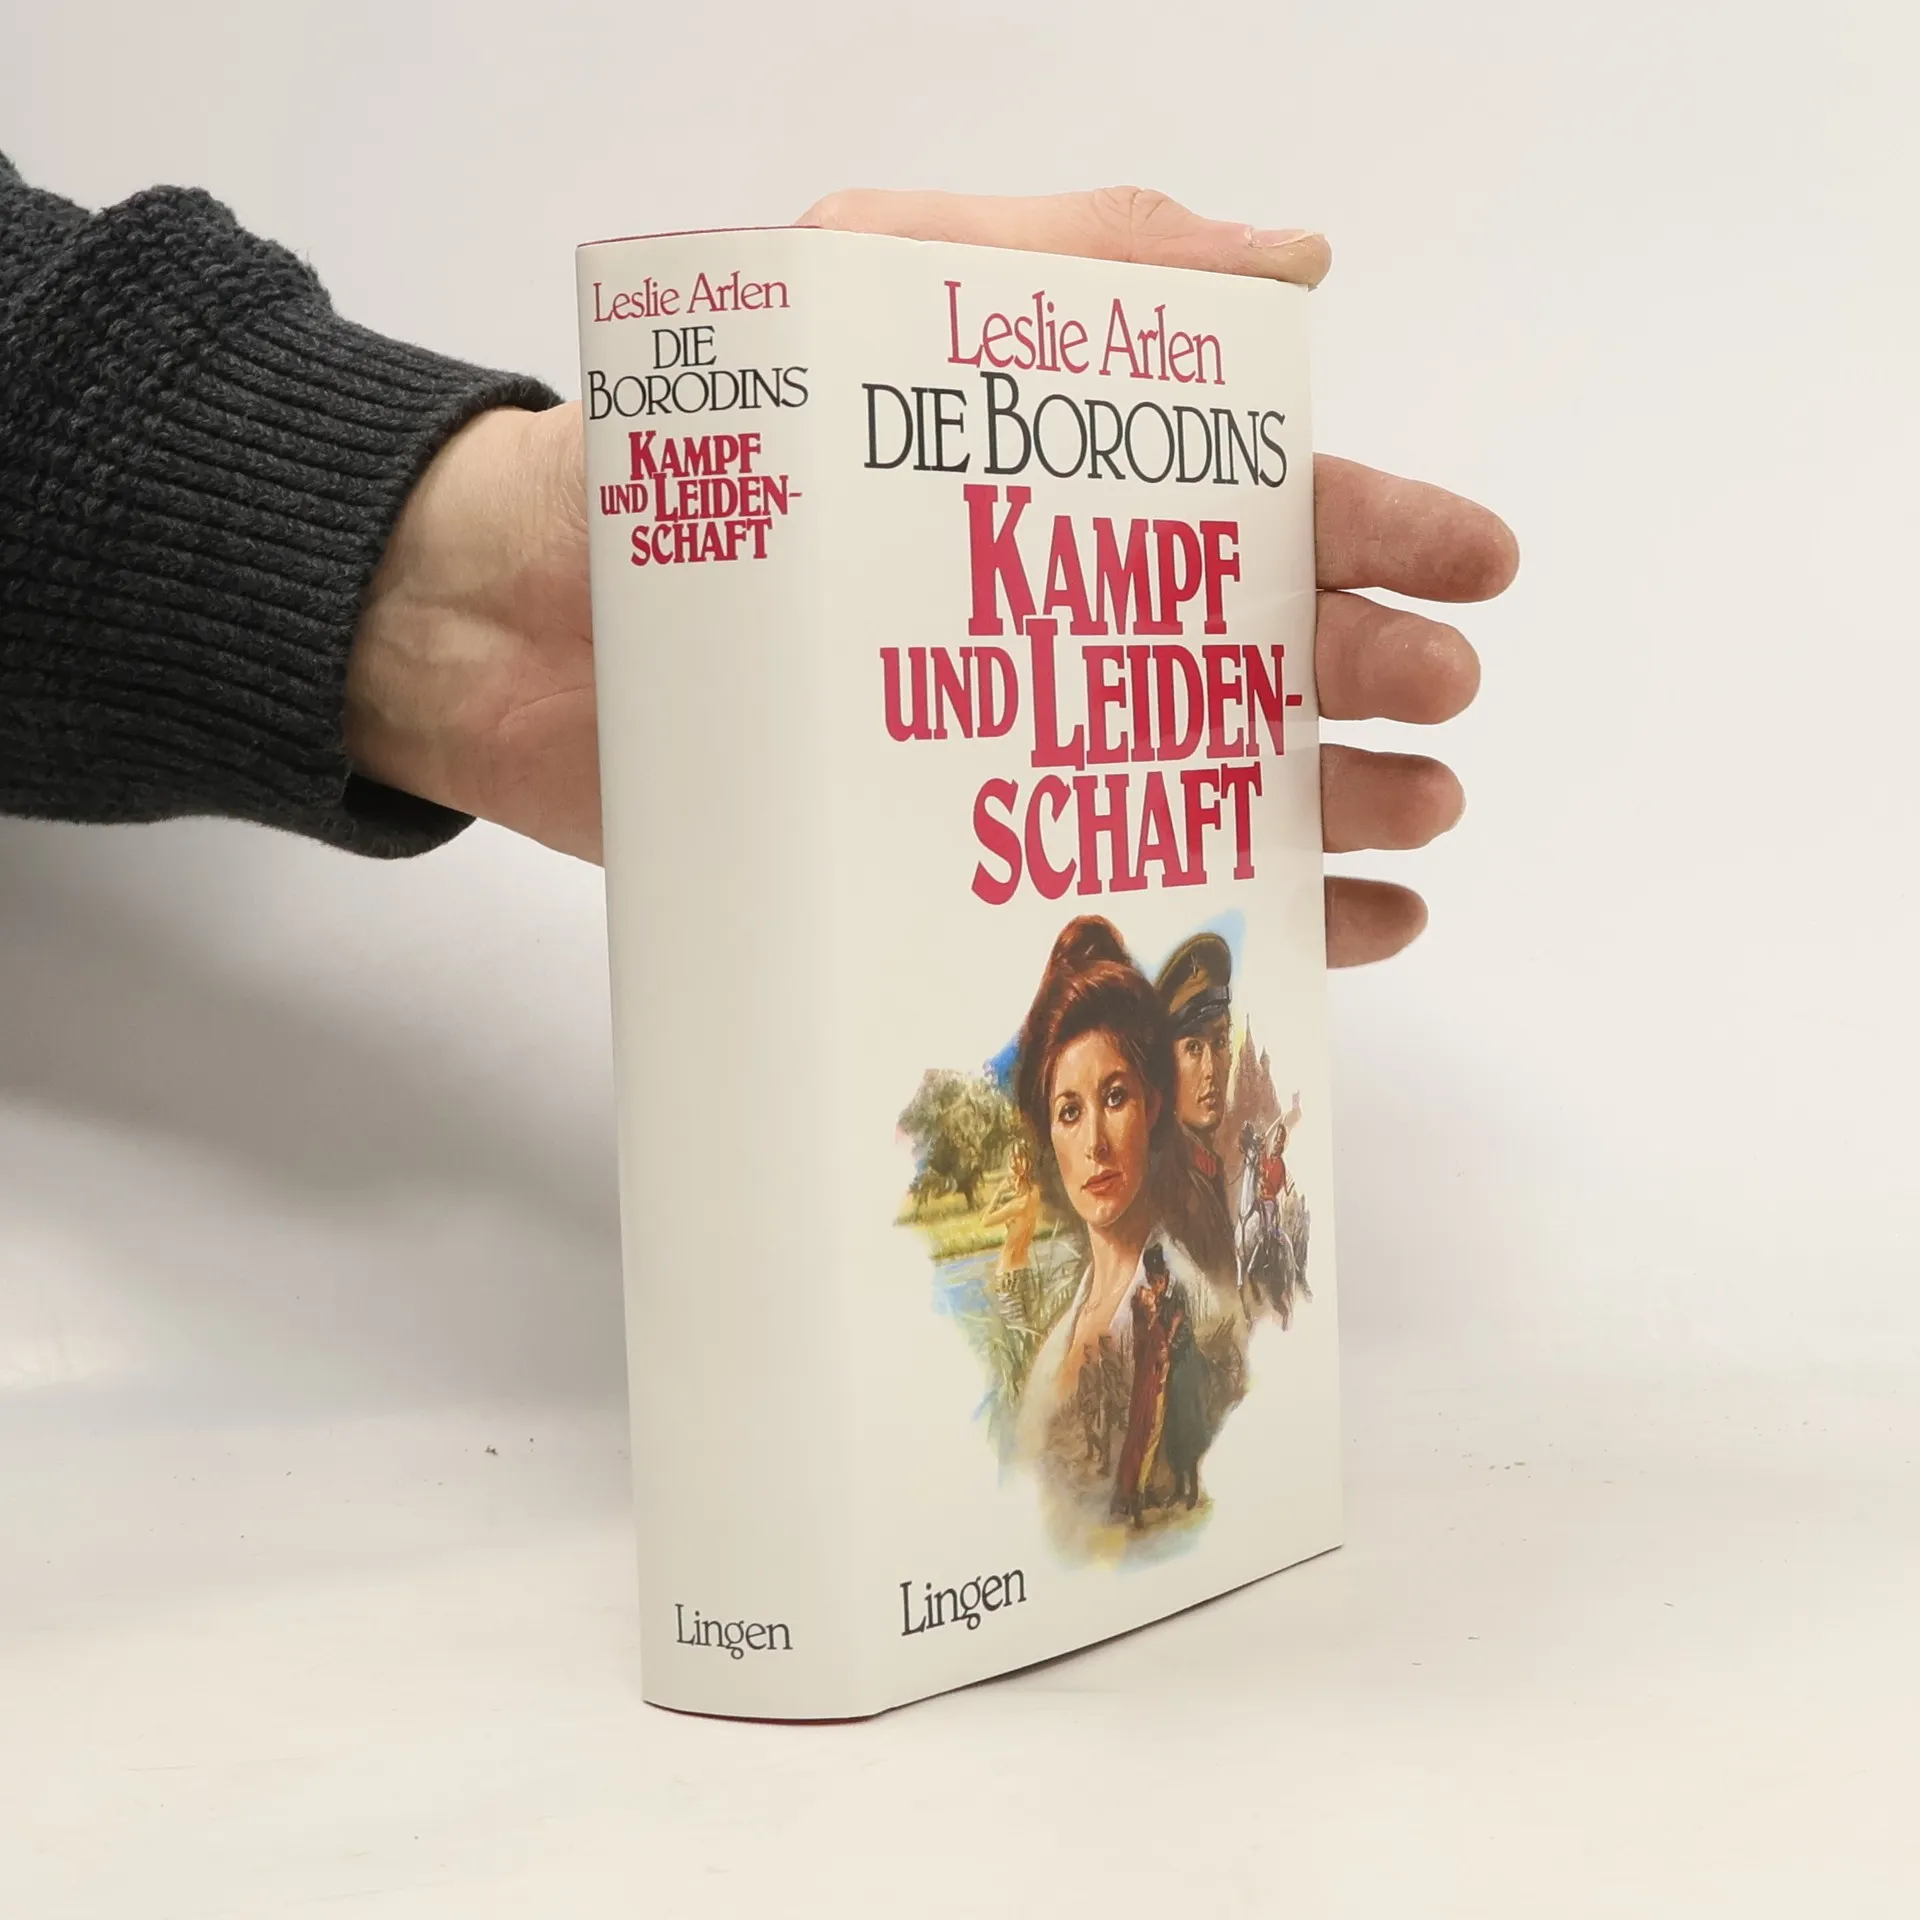 Leslie Arlen
DIE
BORODINS
KAMPF
UND LEIDEN-
SCHAFT
Lingen
Leslie Arlen
DIE BORODINS
KAMPF
UND LEIDEN-
SCHAFT
Lingen